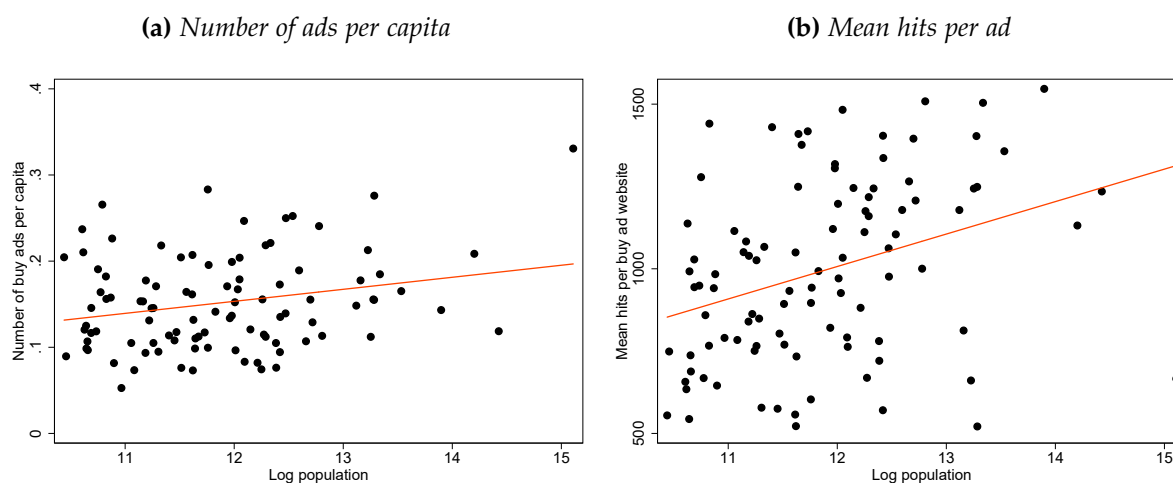 (a) Number of ads per capita
Number of buy ads per capita
.4
.3
.2
.1
0
11 12 13 14 15
Log population
(b) Mean hits per ad
Mean hits per buy ad website
1500
1000
500
11 12 13 14 15
Log population